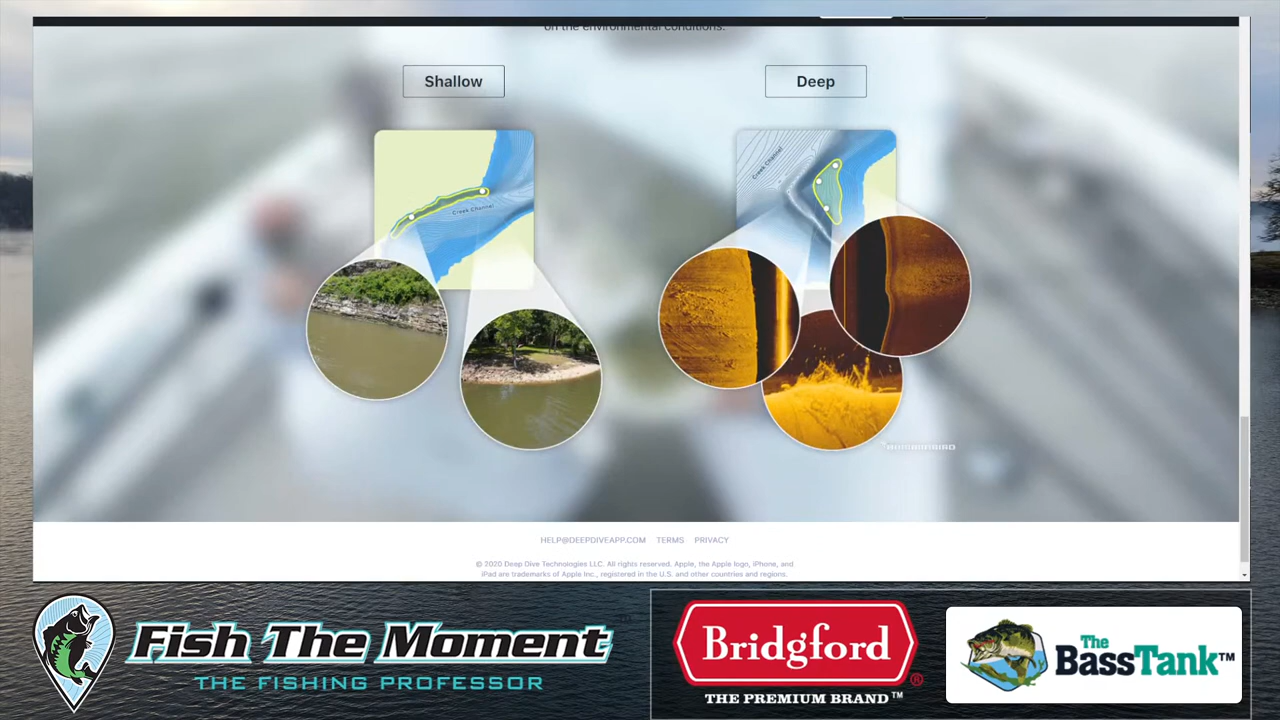 on the environmental conditions.
Shallow
Deep
Creek Channel
Creek Channel
HUMMINBIRD
HELP@DEEPDIVEAPP.COM TERMS PRIVACY
© 2020 Deep Dive Technologies LLC. All rights reserved. Apple, the Apple logo, iPhone, and
iPad are trademarks of Apple Inc., registered in the U.S. and other countries and regions.
Fish The Moment
THE FISHING PROFESSOR
Bridgford
®
THE PREMIUM BRAND™
The
BassTank™